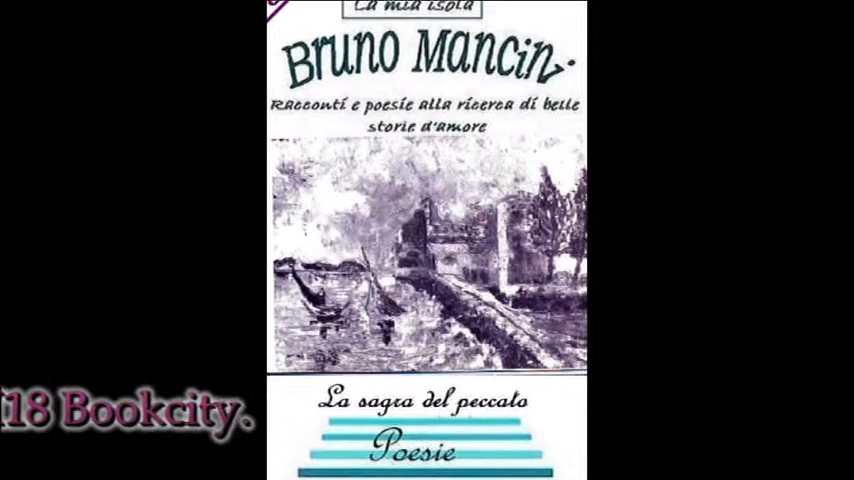 La mia isola
Bruno Mancini
Racconti e poesie alla ricerca di belle
storie d'amore
18 Bookcity.
La sagra del peccato
Poesie